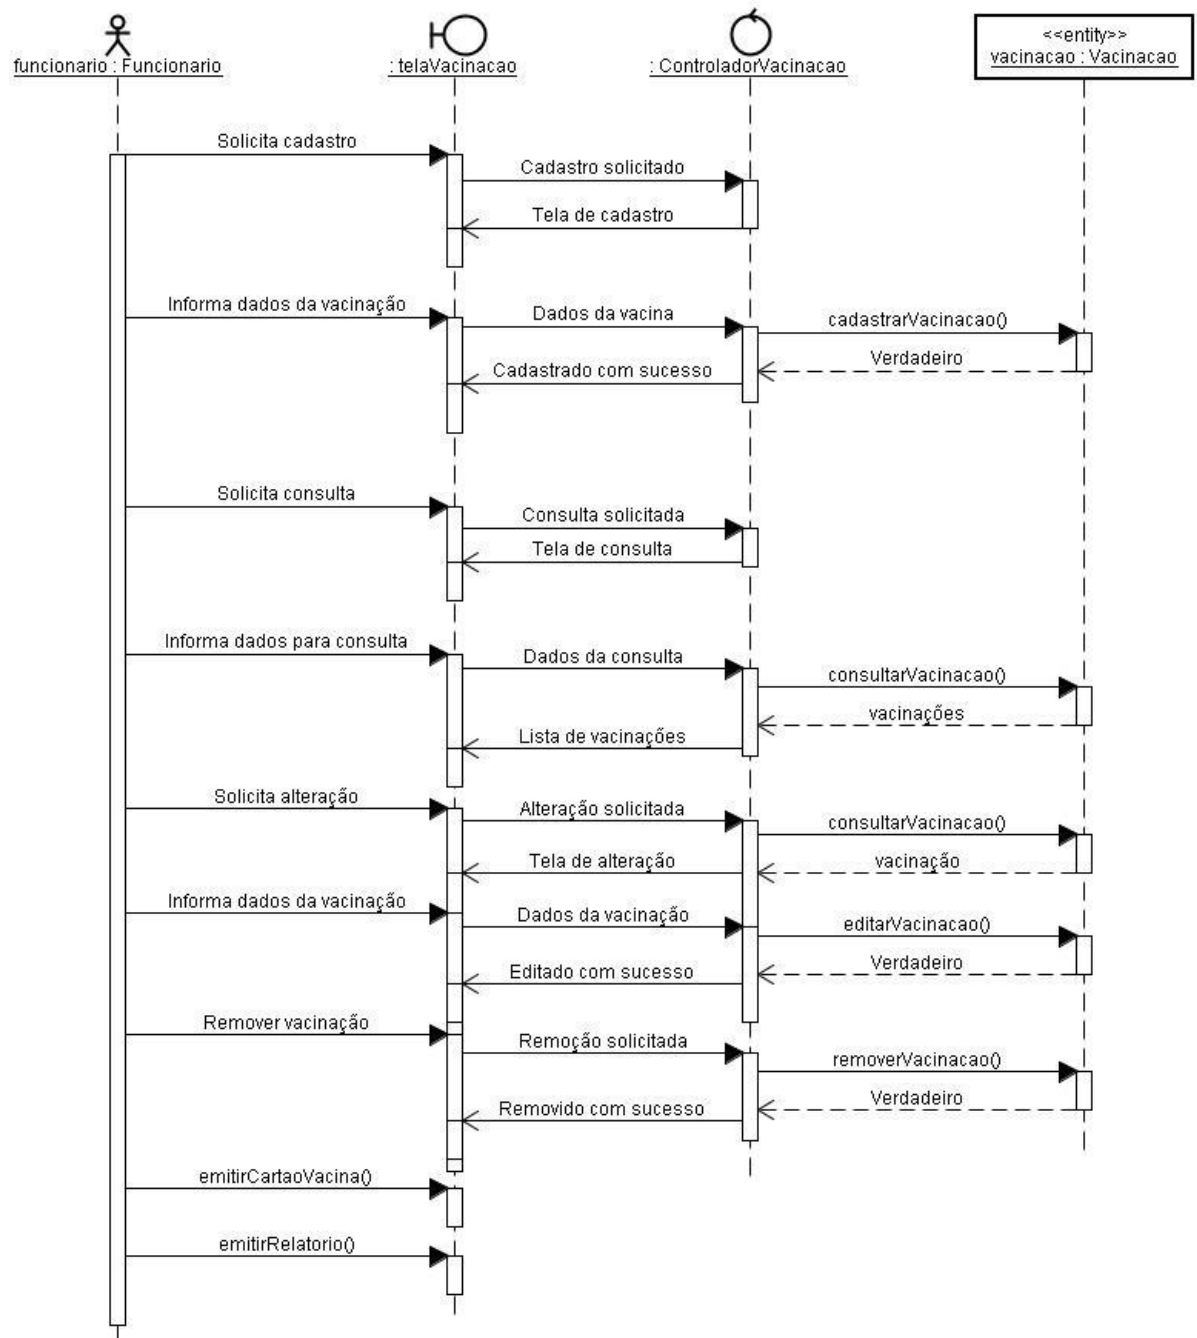 funcionario : Funcionario
: telaVacinacao
: ControladorVacinacao
<<entity>>
vacinacao : Vacinacao
Solicita cadastro
Cadastro solicitado
Tela de cadastro
Informa dados da vacinação
Dados da vacina
cadastrarVacinacao()
Verdadeiro
Cadastrado com sucesso
Solicita consulta
Consulta solicitada
Tela de consulta
Informa dados para consulta
Dados da consulta
consultarVacinacao()
vacinações
Lista de vacinações
Solicita alteração
Alteração solicitada
consultarVacinacao()
Tela de alteração
vacinação
Informa dados da vacinação
Dados da vacinação
editarVacinacao()
Verdadeiro
Editado com sucesso
Remover vacinação
Remoção solicitada
removerVacinacao()
Verdadeiro
Removido com sucesso
emitirCartaoVacina()
emitirRelatorio()